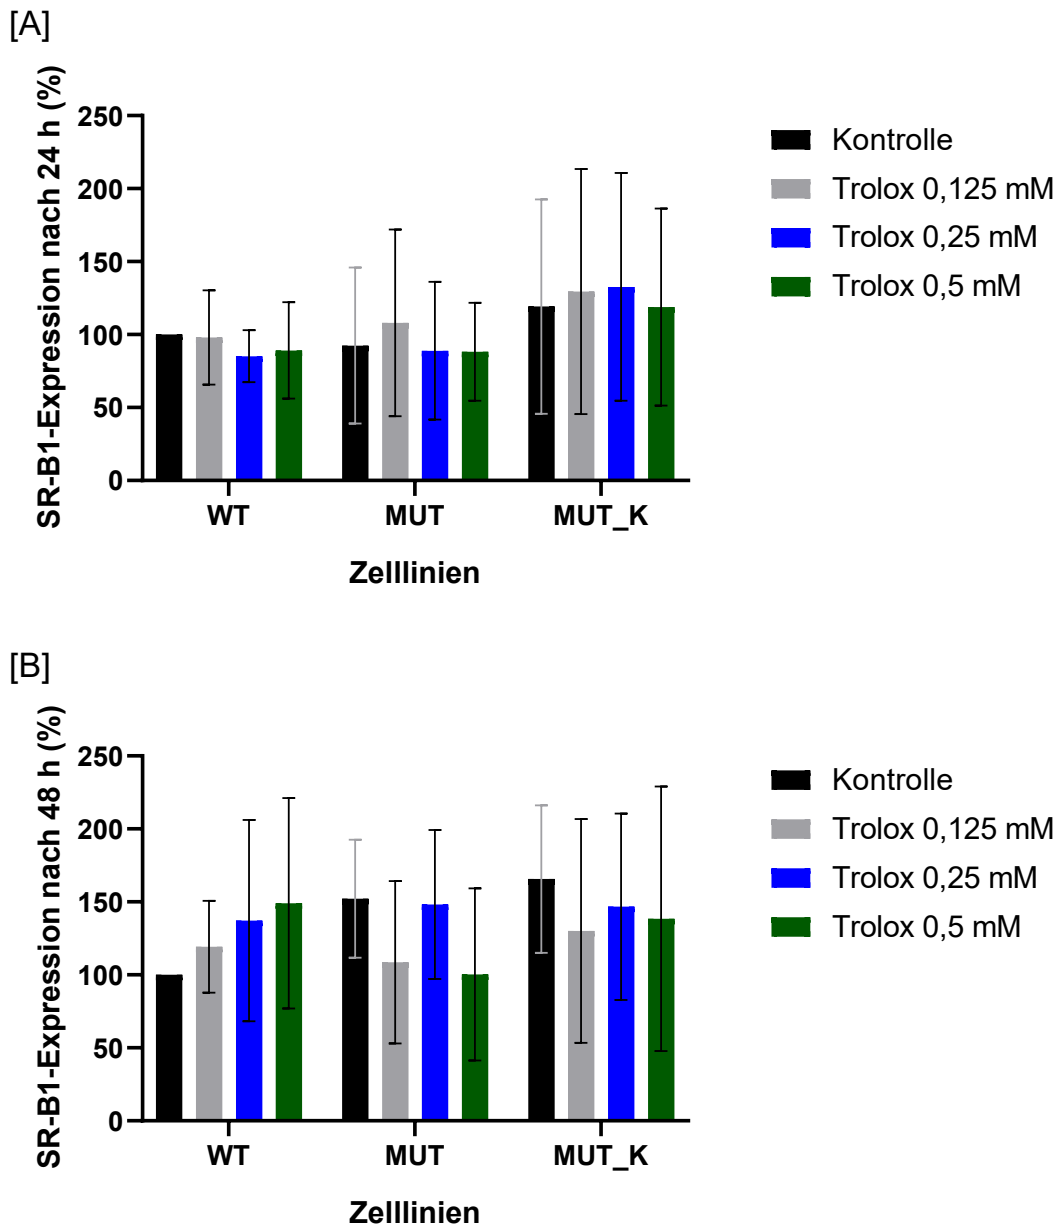 [A]
SR-B1-Expression nach 24 h (%)
250
200
150
100
50
0
WT MUT MUT_K
Zelllinien
Kontrolle
Trolox 0,125 mM
Trolox 0,25 mM
Trolox 0,5 mM
[B]
SR-B1-Expression nach 48 h (%)
250
200
150
100
50
0
WT MUT MUT_K
Zelllinien
Kontrolle
Trolox 0,125 mM
Trolox 0,25 mM
Trolox 0,5 mM